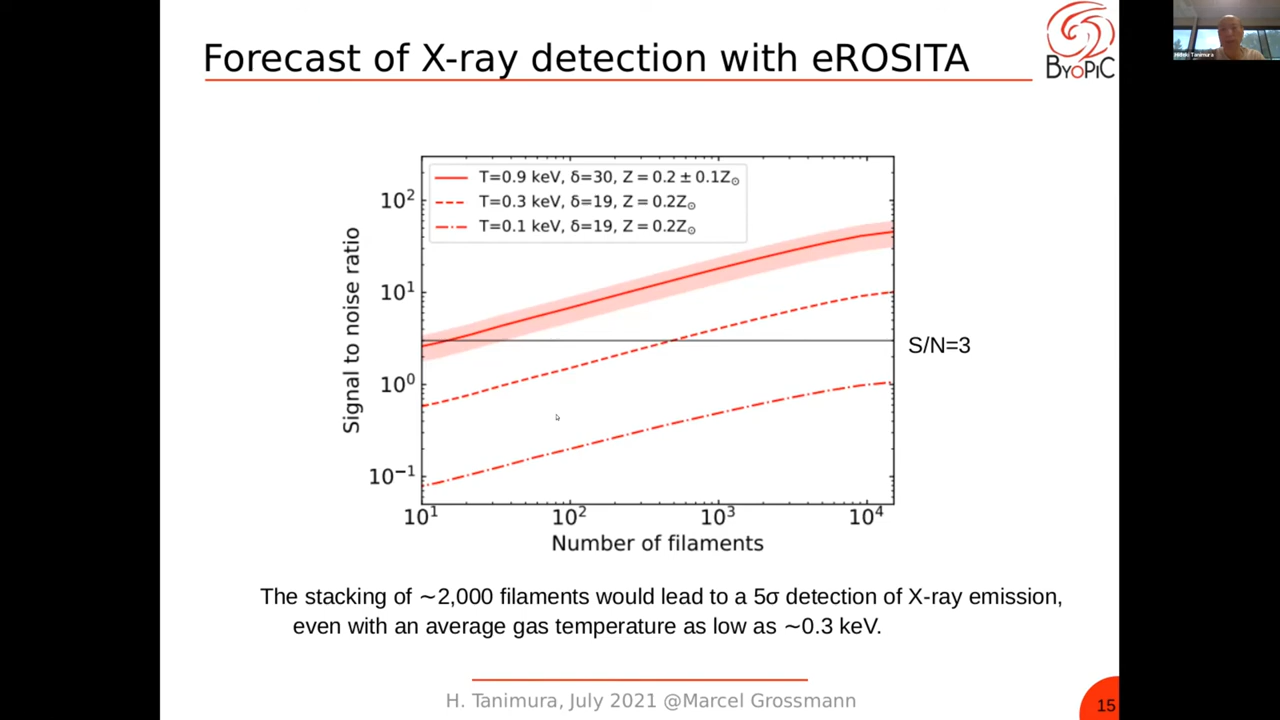 Forecast of X-ray detection with eROSITA
BYOPIC
Hideki Tanimura
T=0.9 keV, δ=30, Z = 0.2 ± 0.1Z⊙
T=0.3 keV, δ=19, Z = 0.2Z⊙
T=0.1 keV, δ=19, Z = 0.2Z⊙
Signal to noise ratio
10²
10¹
10⁰
10⁻¹
S/N=3
10¹ 10² 10³ 10⁴
Number of filaments
The stacking of ~2,000 filaments would lead to a 5σ detection of X-ray emission,
even with an average gas temperature as low as ~0.3 keV.
H. Tanimura, July 2021 @Marcel Grossmann
15